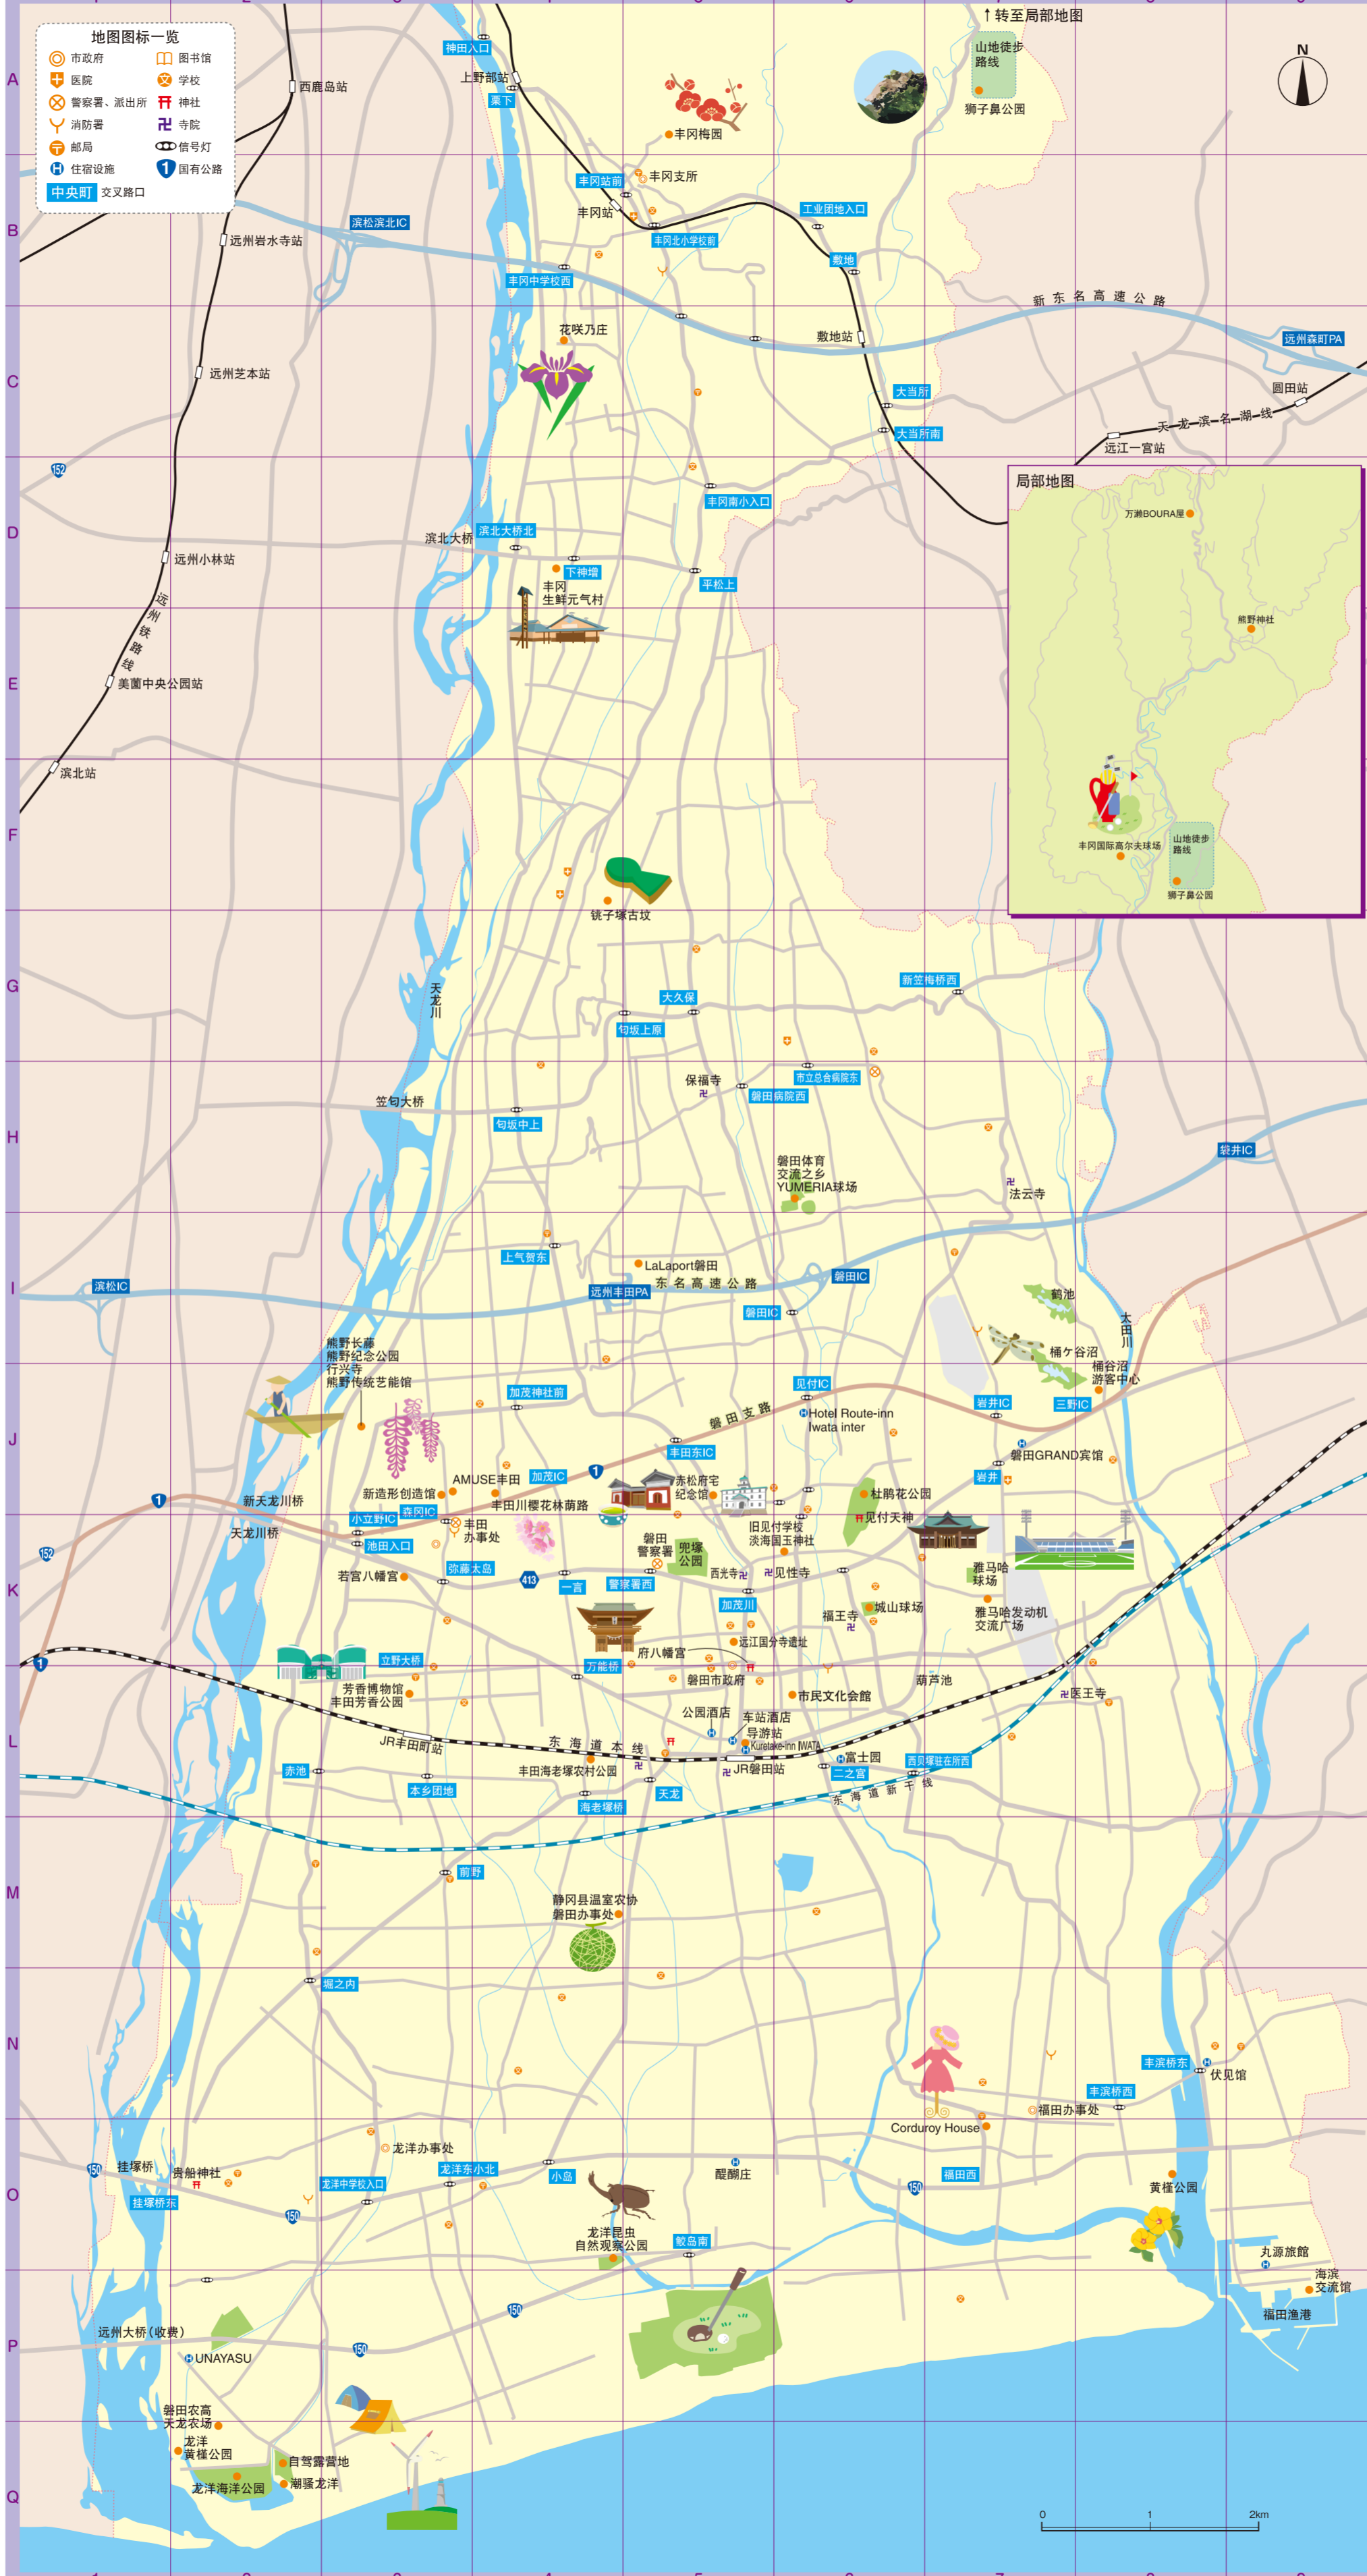 ↑转至局部地图
地图图标一览
市政府
图书馆
医院
学校
警察署、派出所
神社
消防署
寺院
邮局
信号灯
住宿设施
1
国有公路
中央町
交叉路口
N
A
B
C
D
E
F
G
H
I
J
K
L
M
N
O
P
Q
神田入口
上野部站
栗下
西鹿岛站
丰冈梅园
山地徒步
路线
狮子鼻公园
丰冈站前
丰冈支所
丰冈站
丰冈北小学校前
工业团地入口
敷地
滨松滨北IC
远州岩水寺站
丰冈中学校西
新东名高速公路
花咲乃庄
敷地站
远州森町PA
远州芝本站
大当所
大当所南
圆田站
天龙滨名湖线
远江一宫站
152
丰冈南小入口
滨北大桥北
滨北大桥
远州小林站
下神增
平松上
丰冈
生鲜元气村
远州铁路线
美薗中央公园站
滨北站
局部地图
万瀬BOURA屋
熊野神社
丰冈国际高尔夫球场
山地徒步
路线
狮子鼻公园
铫子塚古坟
天龙川
新笠梅桥西
大久保
匂坂上原
市立总合病院东
保福寺
磐田病院西
笠匂大桥
匂坂中上
袋井IC
磐田体育
交流之乡
YUMERIA球场
法云寺
上气贺东
LaLaport磐田
东名高速公路
磐田IC
远州丰田PA
磐田IC
滨松IC
鹤池
太田川
桶ケ谷沼
桶谷沼
游客中心
熊野长藤
熊野纪念公园
行兴寺
熊野传统艺能馆
加茂神社前
见付IC
磐田支路
Hotel Route-inn
Iwata inter
岩井IC
三野IC
丰田东IC
磐田GRAND宾馆
岩井
AMUSE丰田
加茂IC
1
新造形创造馆
丰田川樱花林荫路
赤松府宅
纪念馆
杜鹃花公园
1
新天龙川桥
森冈IC
小立野IC
丰田
办事处
见付天神
天龙川桥
池田入口
旧见付学校
淡海国玉神社
磐田
警察署
兜塚
公园
152
弥藤太岛
若宫八幡宫
413
一言
警察署西
西光寺
见性寺
加茂川
雅马哈
球场
雅马哈发动机
交流广场
城山球场
福王寺
远江国分寺遗址
府八幡宫
1
立野大桥
万能桥
磐田市政府
葫芦池
芳香博物馆
丰田芳香公园
市民文化会館
医王寺
公园酒店
车站酒店
导游站
Kuretake-inn IWATA
JR丰田町站
东海道本线
丰田海老塚农村公园
JR磐田站
富士园
二之宫
西贝塚驻在所西
赤池
本乡团地
天龙
海老塚桥
东海道新干线
前野
静冈县温室农协
磐田办事处
堀之内
丰滨桥东
伏见馆
丰滨桥西
福田办事处
Corduroy House
龙洋办事处
150
挂塚桥
贵船神社
龙洋中学校入口
龙洋东小北
小岛
醍醐庄
福田西
150
黄槿公园
挂塚桥东
150
龙洋昆虫
自然观察公园
鲛岛南
丸源旅館
海滨
交流馆
福田渔港
150
远州大桥(收费)
150
UNAYASU
磐田农高
天龙农场
龙洋
黄槿公园
自驾露营地
龙洋海洋公园
潮骚龙洋
0 1 2km